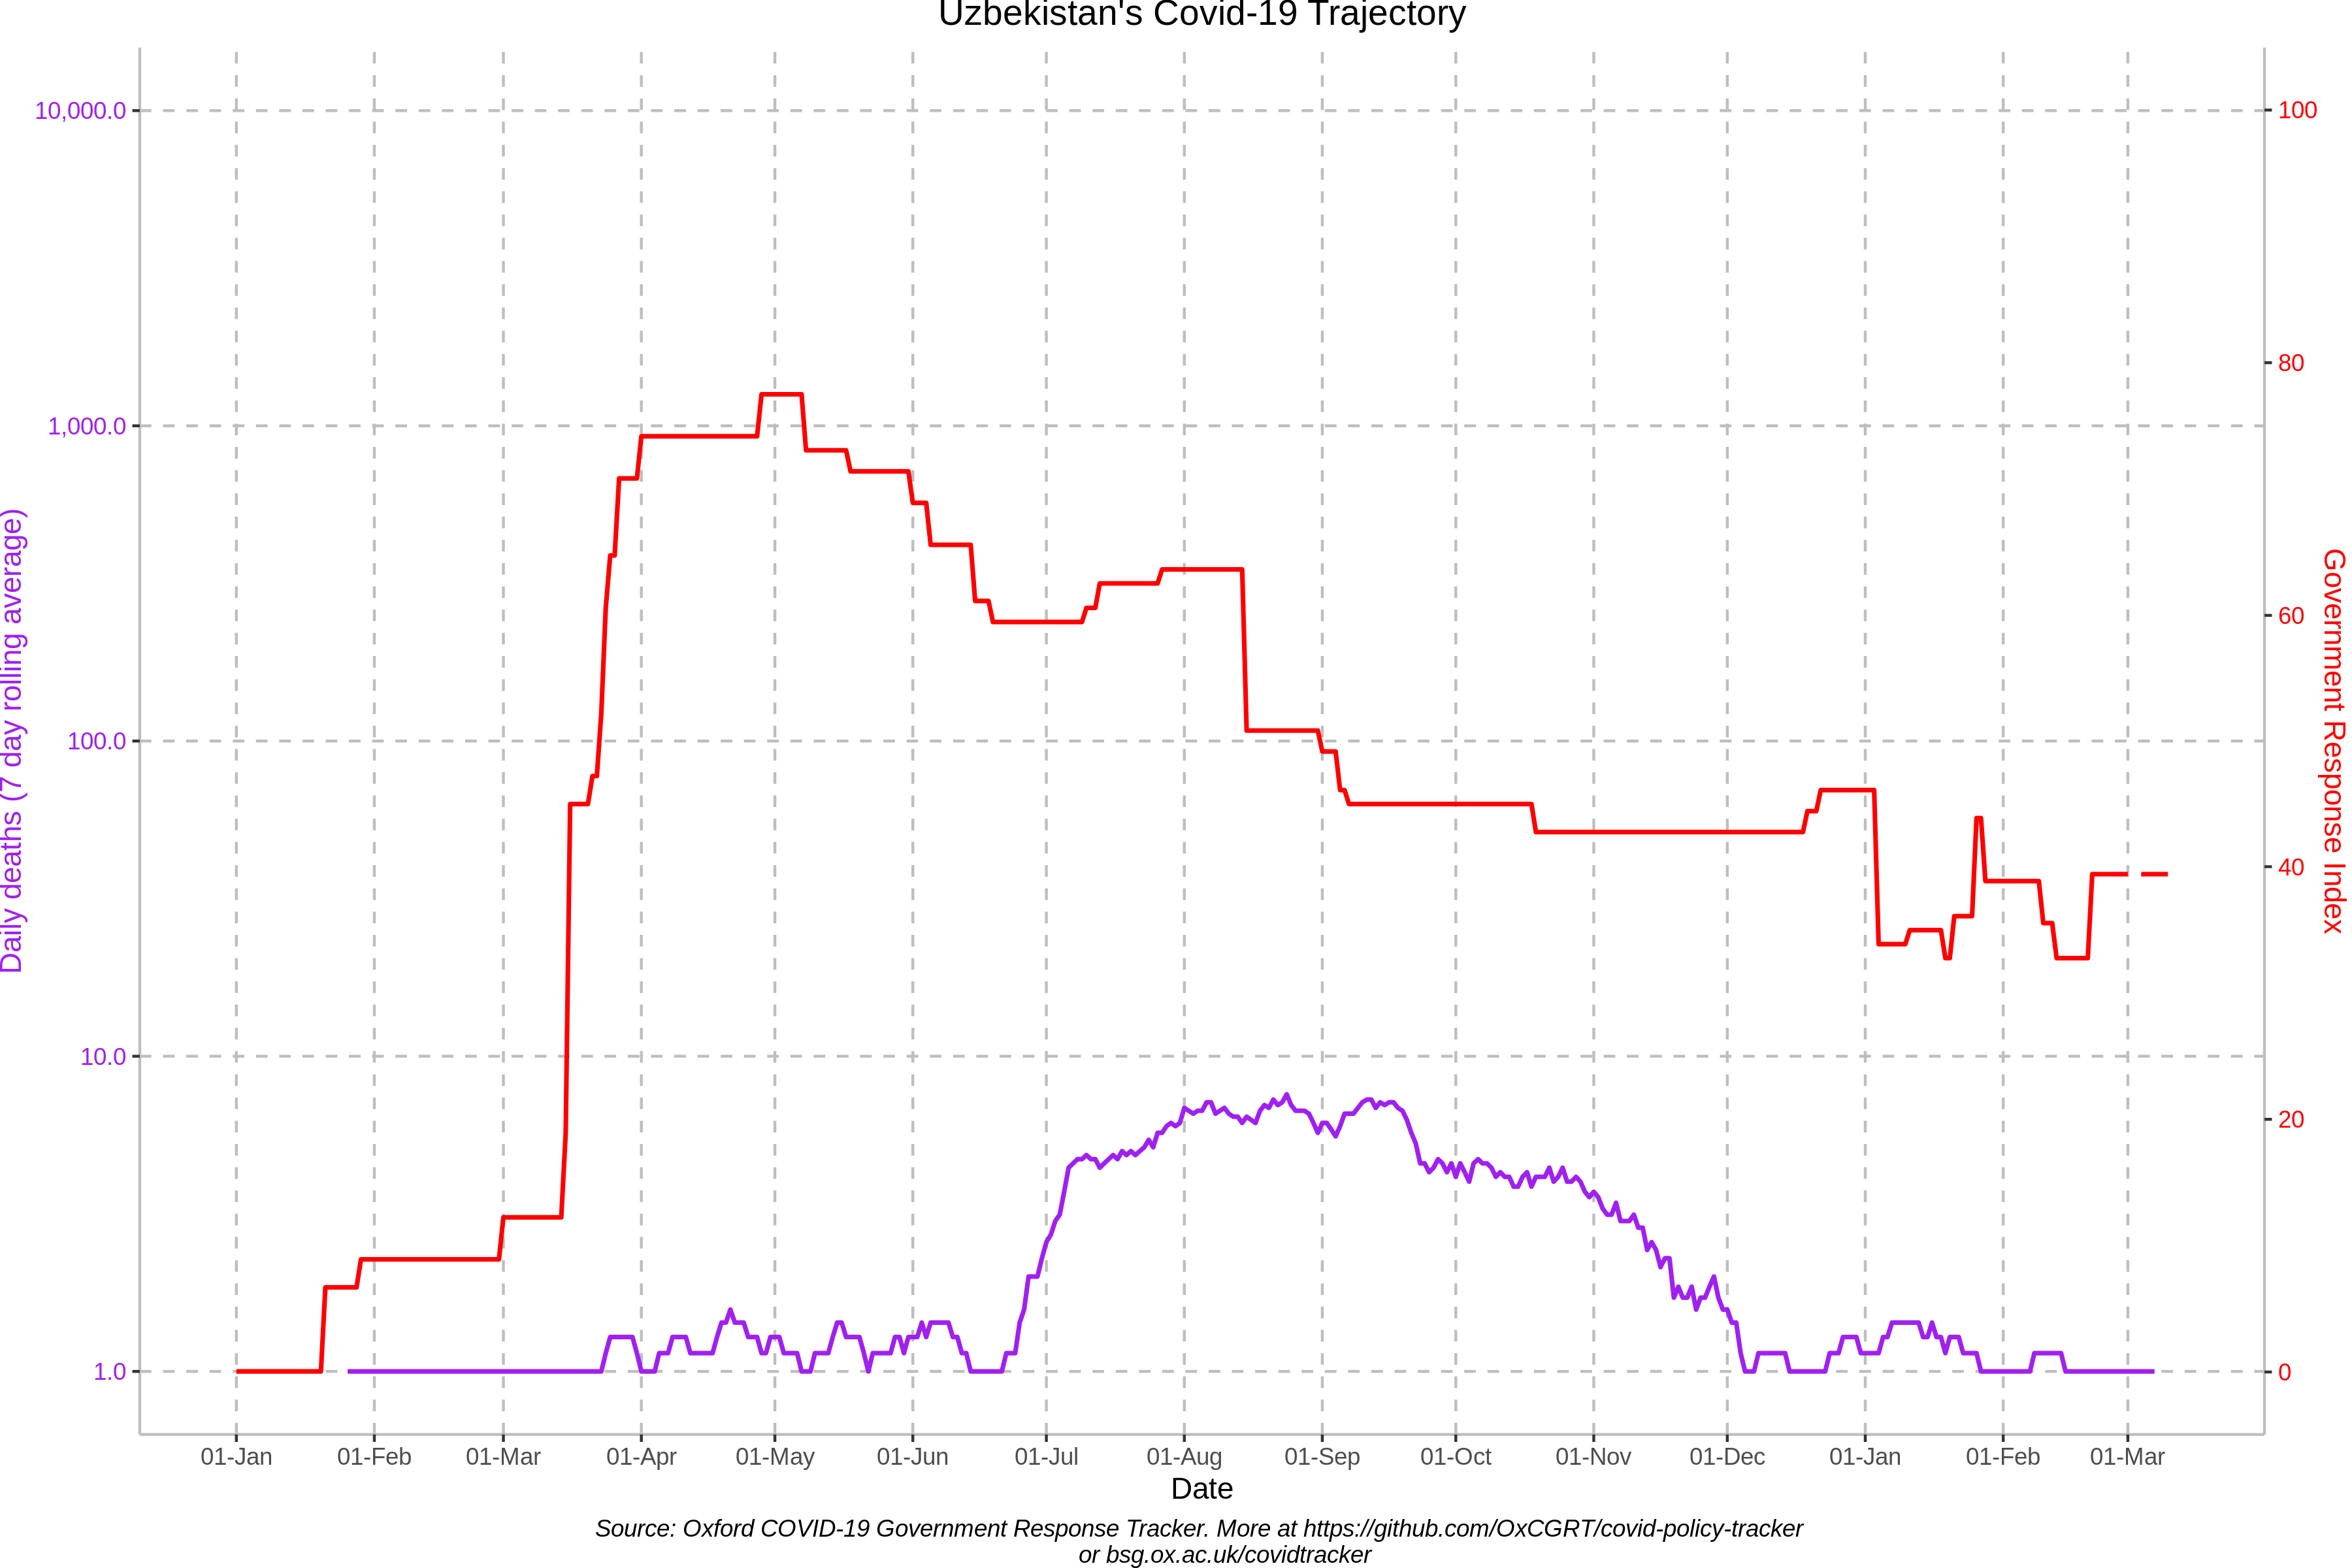 Uzbekistan's Covid-19 Trajectory
10,000.0
1,000.0
100.0
10.0
1.0
Daily deaths (7 day rolling average)
100
80
60
40
20
0
Government Response Index
01-Jan 01-Feb 01-Mar 01-Apr 01-May 01-Jun 01-Jul 01-Aug 01-Sep 01-Oct 01-Nov 01-Dec 01-Jan 01-Feb 01-Mar
Date
Source: Oxford COVID-19 Government Response Tracker. More at https://github.com/OxCGRT/covid-policy-tracker
or bsg.ox.ac.uk/covidtracker